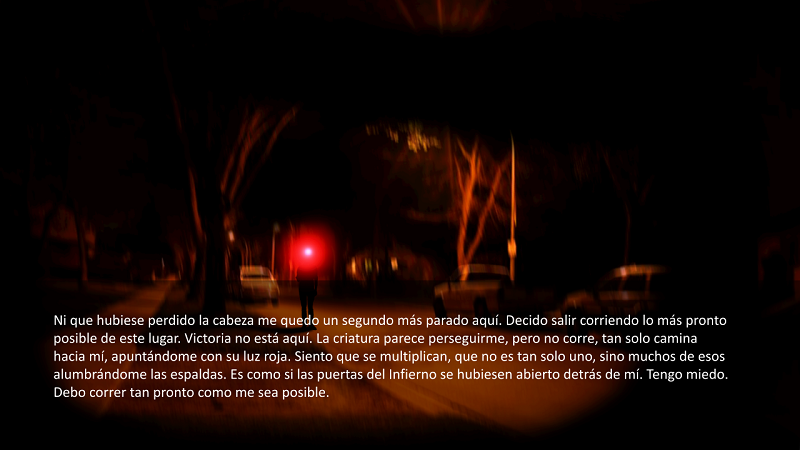 Ni que hubiese perdido la cabeza me quedo un segundo más parado aquí. Decido salir corriendo lo más pronto
posible de este lugar. Victoria no está aquí. La criatura parece perseguirme, pero no corre, tan solo camina
hacia mí, apuntándome con su luz roja. Siento que se multiplican, que no es tan solo uno, sino muchos de esos
alumbrándome las espaldas. Es como si las puertas del Infierno se hubiesen abierto detrás de mí. Tengo miedo.
Debo correr tan pronto como me sea posible.